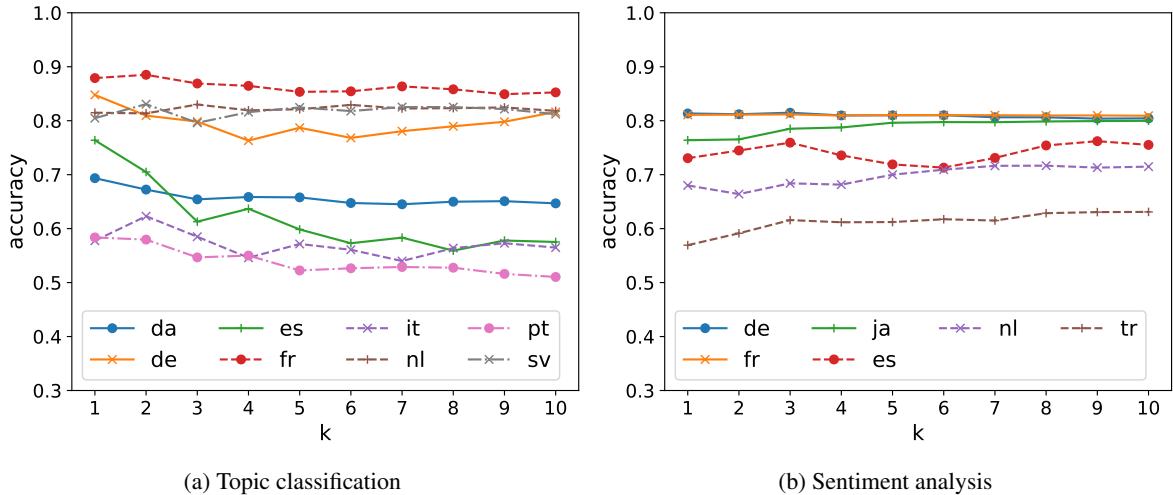 1.0
0.9
0.8
0.7
0.6
0.5
0.4
0.3
accuracy
da es it pt
de fr nl sv
1 2 3 4 5 6 7 8 9 10
k
(a) Topic classification
1.0
0.9
0.8
0.7
0.6
0.5
0.4
0.3
accuracy
de ja nl tr
fr es
1 2 3 4 5 6 7 8 9 10
k
(b) Sentiment analysis